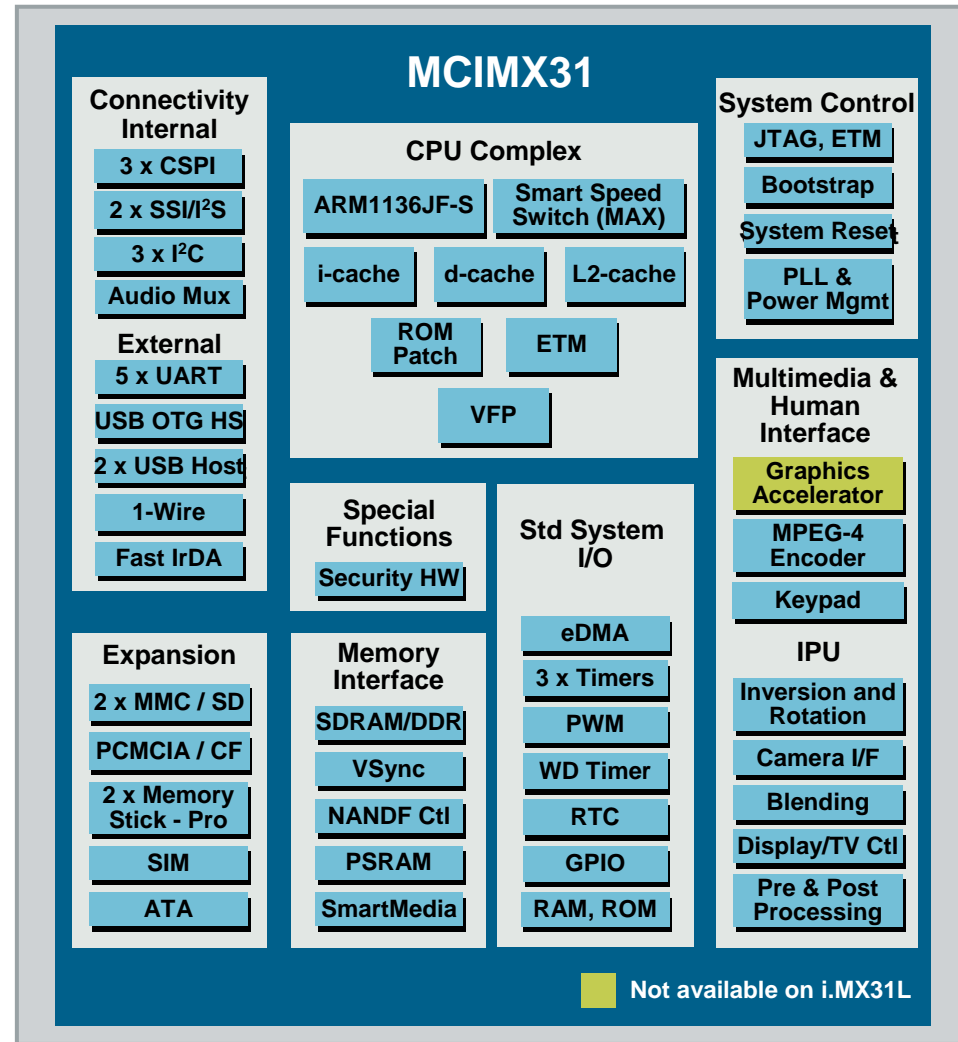 MCIMX31
Connectivity
Internal
3 x CSPI
2 x SSI/I²S
3 x I²C
Audio Mux
External
5 x UART
USB OTG HS
2 x USB Host
1-Wire
Fast IrDA
CPU Complex
ARM1136JF-S
Smart Speed
Switch (MAX)
i-cache
d-cache
L2-cache
ROM
Patch
ETM
VFP
System Control
JTAG, ETM
Bootstrap
System Reset
PLL &
Power Mgmt
Multimedia &
Human
Interface
Graphics
Accelerator
MPEG-4
Encoder
Keypad
IPU
Inversion and
Rotation
Camera I/F
Blending
Display/TV Ctl
Pre & Post
Processing
Special
Functions
Security HW
Std System
I/O
eDMA
3 x Timers
PWM
WD Timer
RTC
GPIO
RAM, ROM
Expansion
2 x MMC / SD
PCMCIA / CF
2 x Memory
Stick - Pro
SIM
ATA
Memory
Interface
SDRAM/DDR
VSync
NANDF Ctl
PSRAM
SmartMedia
Not available on i.MX31L